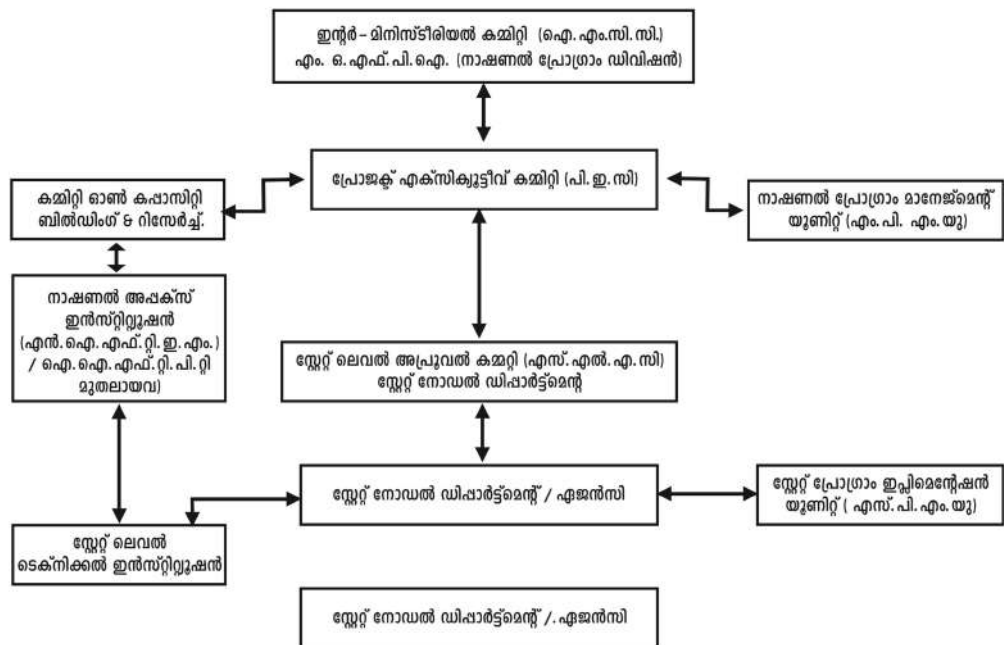 ഇന്റർ-മിനിസ്ടീരിയൽ കമ്മിറ്റി (ഐ.എം.സി.സി.)
എം. ഒ.എഫ്.പി.ഐ. (നാഷണൽ പ്രോഗ്രാം ഡിവിഷൻ)
പ്രോജക്ട് എക്സിക്യൂട്ടീവ് കമ്മിറ്റി (പി.ഇ.സി)
കമ്മിറ്റി ഓൺ കപ്പാസിറ്റി
ബിൽഡിംഗ് & റിസേർച്ച്.
നാഷണൽ പ്രോഗ്രാം മാനേജ്മെന്റ്
യൂണിറ്റ് (എം.പി. എം.യു)
നാഷണൽ അപ്പക്സ്
ഇൻസ്റ്റിറ്റ്യൂഷൻ
(എൻ.ഐ.എഫ്.റ്റി.ഇ.എം.)
/ ഐ.ഐ.എഫ്.റ്റി.പി.റ്റി
മുതലായവ)
സ്റ്റേറ്റ് ലെവൽ അപ്രൂവൽ കമ്മറ്റി (എസ്.എൽ.എ.സി)
സ്റ്റേറ്റ് നോഡൽ ഡിപ്പാർട്ട്മെന്റ്
സ്റ്റേറ്റ് നോഡൽ ഡിപ്പാർട്ട്മെന്റ് / ഏജൻസി
സ്റ്റേറ്റ് പ്രോഗ്രാം ഇപ്ലിമെന്റേഷൻ
യൂണിറ്റ് ( എസ്.പി.എം.യു)
സ്റ്റേറ്റ് ലെവൽ
ടെക്നിക്കൽ ഇൻസ്റ്റിറ്റ്യൂഷൻ
സ്റ്റേറ്റ് നോഡൽ ഡിപ്പാർട്ട്മെന്റ് /. ഏജൻസി